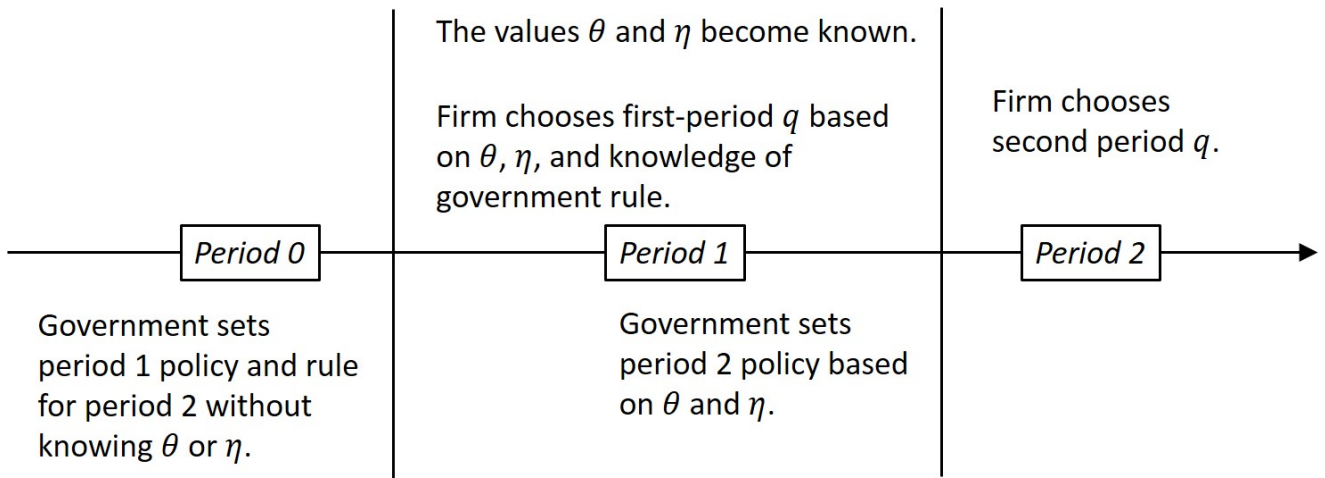 The values θ and η become known.
Firm chooses first-period q based
on θ, η, and knowledge of
government rule.
Firm chooses
second period q.
Period 0
Period 1
Period 2
Government sets
period 1 policy and rule
for period 2 without
knowing θ or η.
Government sets
period 2 policy based
on θ and η.